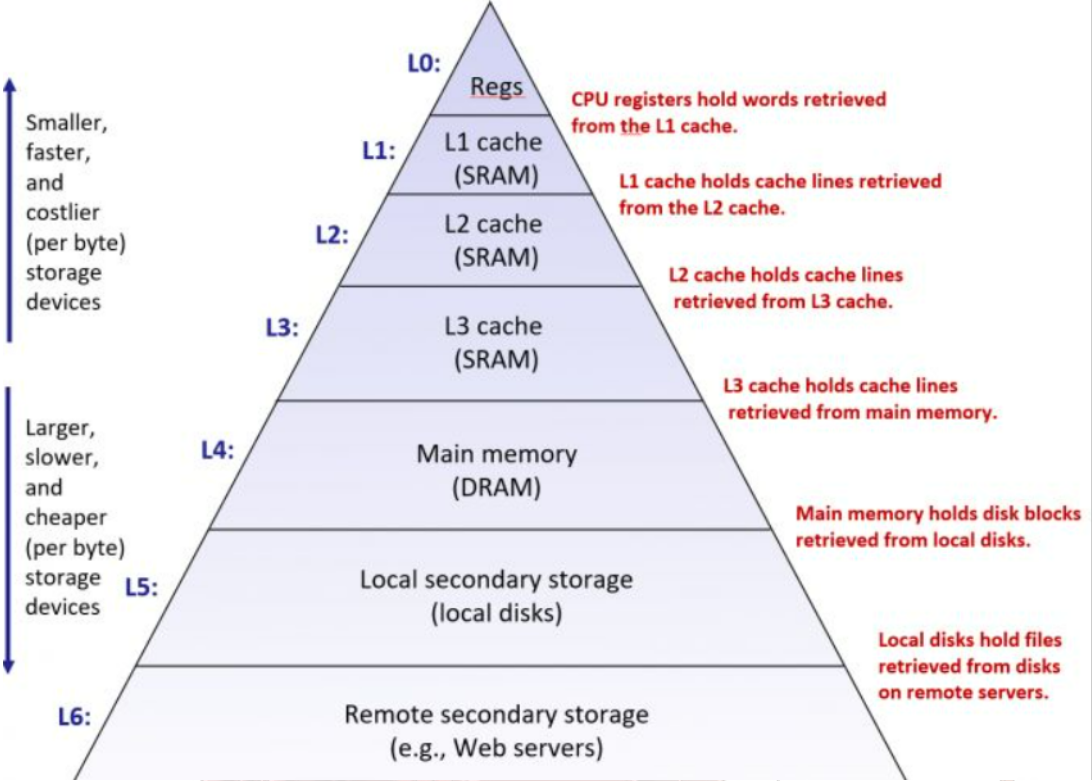 L0:
Regs
CPU registers hold words retrieved
from the L1 cache.
Smaller,
faster,
and
costlier
(per byte)
storage
devices
L1:
L1 cache
(SRAM)
L1 cache holds cache lines retrieved
from the L2 cache.
L2:
L2 cache
(SRAM)
L2 cache holds cache lines
retrieved from L3 cache.
L3:
L3 cache
(SRAM)
L3 cache holds cache lines
retrieved from main memory.
Larger,
slower,
and
cheaper
(per byte)
storage
devices
L4:
Main memory
(DRAM)
Main memory holds disk blocks
retrieved from local disks.
L5:
Local secondary storage
(local disks)
Local disks hold files
retrieved from disks
on remote servers.
L6:
Remote secondary storage
(e.g., Web servers)